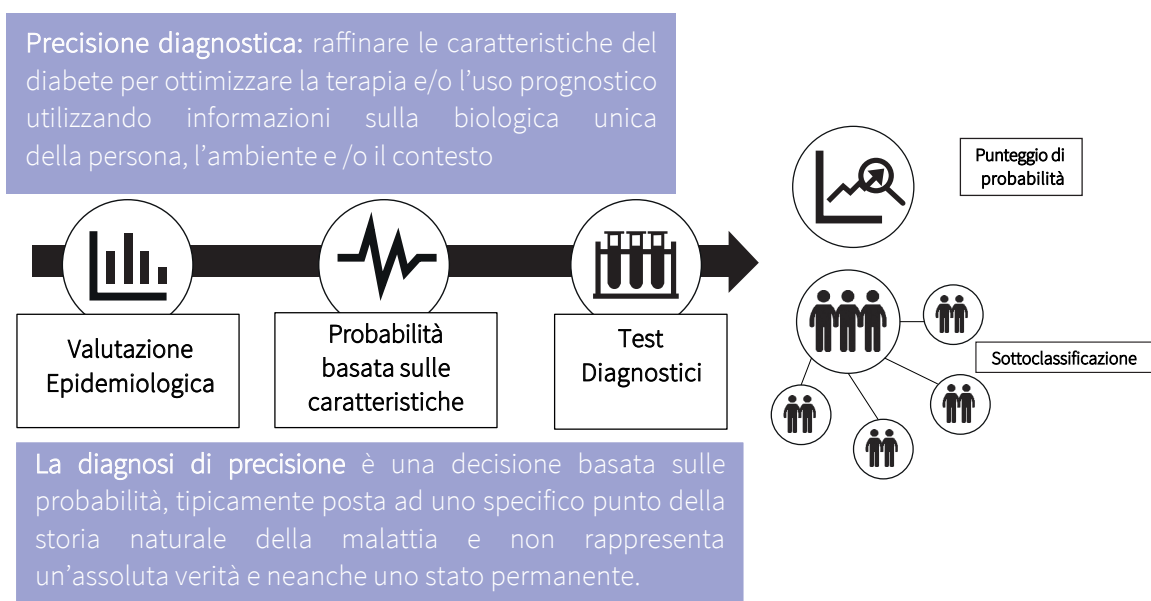 Precisione diagnostica: raffinare le caratteristiche del
diabete per ottimizzare la terapia e/o l’uso prognostico
utilizzando informazioni sulla biologica unica
della persona, l’ambiente e /o il contesto
Valutazione
Epidemiologica
Probabilità
basata sulle
caratteristiche
Test
Diagnostici
Punteggio di
probabilità
Sottoclassificazione
La diagnosi di precisione è una decisione basata sulle
probabilità, tipicamente posta ad uno specifico punto della
storia naturale della malattia e non rappresenta
un’assoluta verità e neanche uno stato permanente.